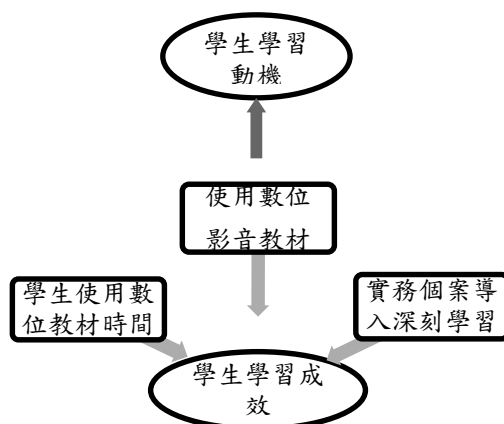 學生學習
動機
使用數位
影音教材
學生使用數
位教材時間
實務個案導
入深刻學習
學生學習成
效